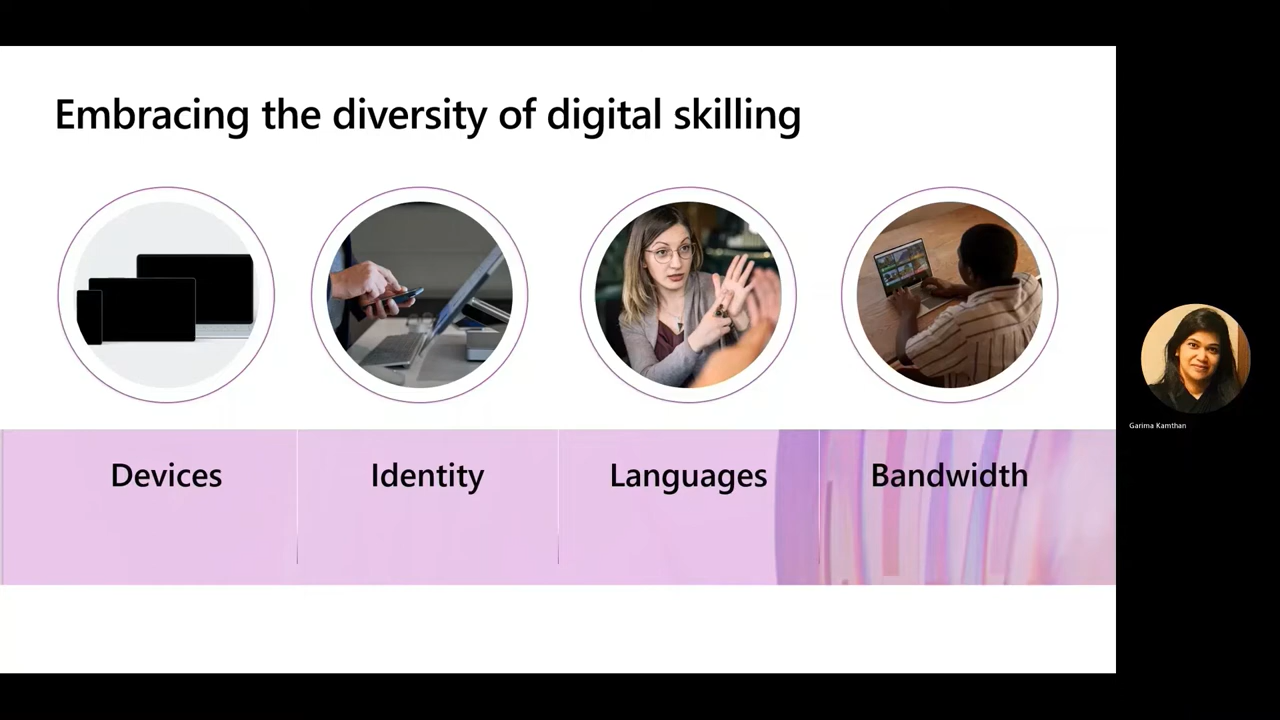 Embracing the diversity of digital skilling
Devices
Identity
Languages
Bandwidth
Garima Kamthan